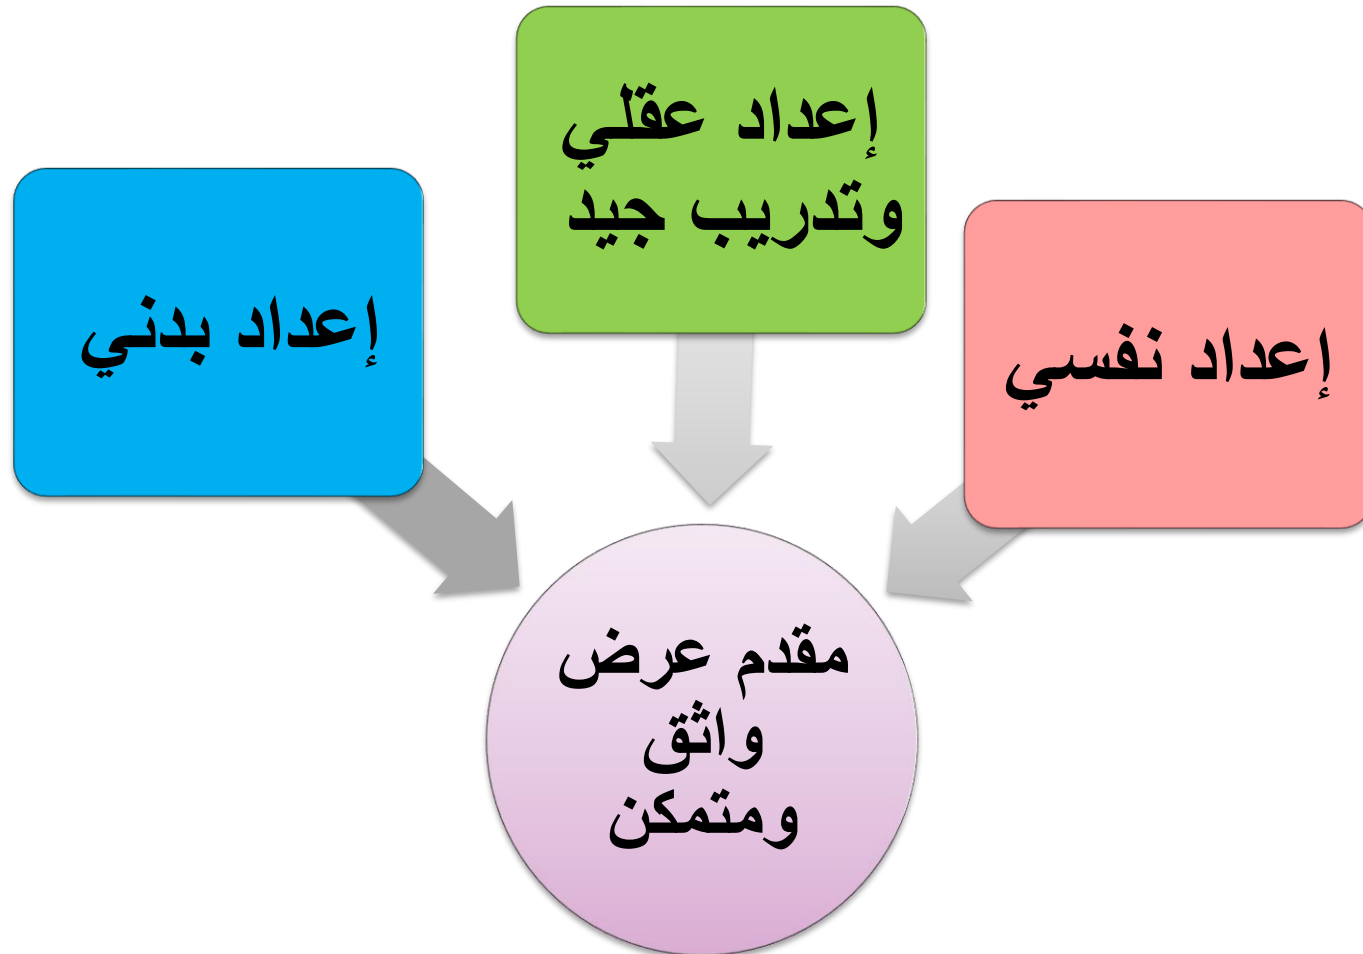 إعداد عقلي
وتدريب جيد
إعداد نفسي
إعداد بدني
مقدم عرض
واثق
ومتمكن